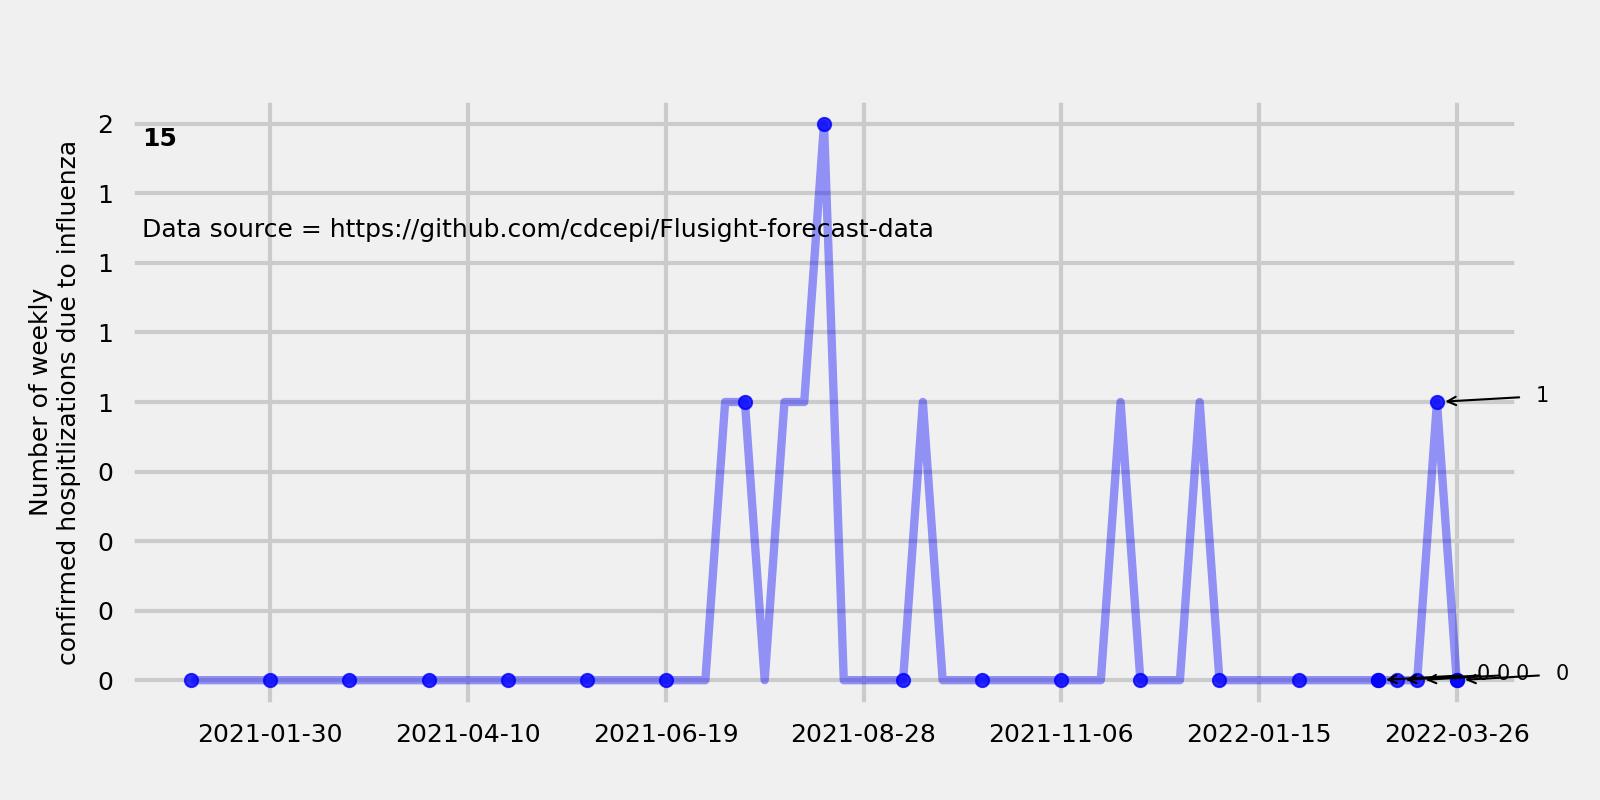 2
15
1
Data source = https://github.com/cdcepi/Flusight-forecast-data
1
1
1
1
0
0
0
0
0 0 0 0
Number of weekly
confirmed hospitlizations due to influenza
2021-01-30 2021-04-10 2021-06-19 2021-08-28 2021-11-06 2022-01-15 2022-03-26